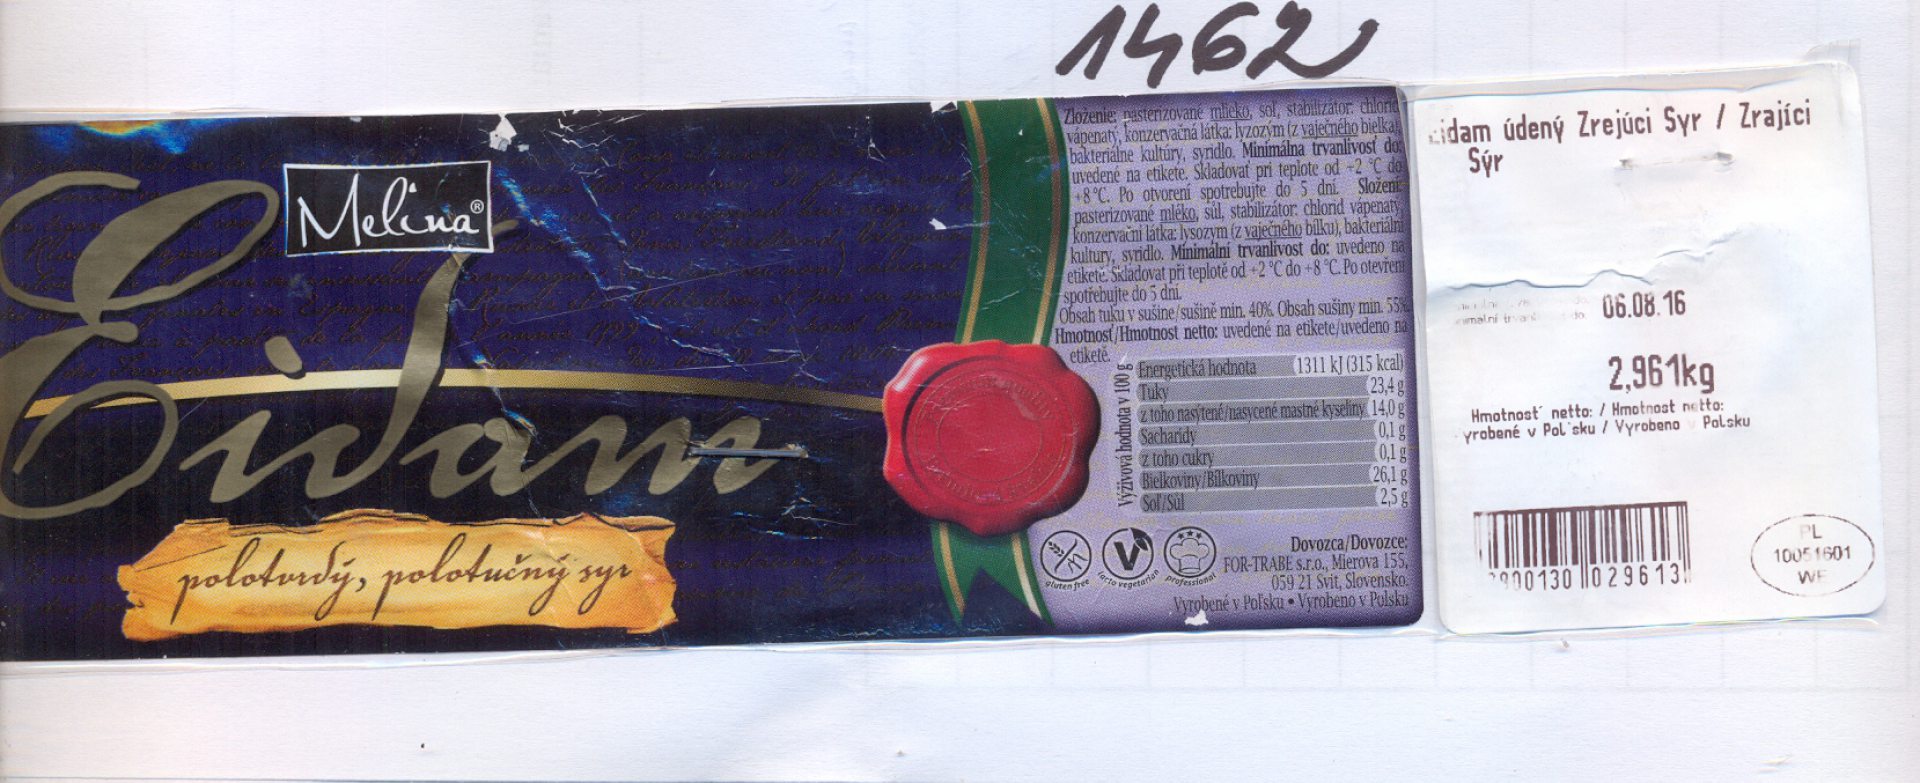 1462
Melina®
Eidam
polotvrdý, polotučný syr
Zloženie: pasterizované mlieko, soľ, stabilizátor: chlorid
vápenatý, konzervačná látka: lyzozým (z vaječného bielka),
bakteriálne kultúry, syridlo. Minimálna trvanlivosť do:
uvedené na etikete. Skladovať pri teplote od +2 °C do
+8 °C. Po otvorení spotrebujte do 5 dní. Složení:
pasterizované mléko, sůl, stabilizátor: chlorid vápenatý,
konzervační látka: lysozym (z vaječného bílku), bakteriální
kultury, syridlo. Minimální trvanlivost do: uvedeno na
etiketě. Skladovat při teplotě od +2 °C do +8 °C. Po otevření
spotřebujte do 5 dní.
Obsah tuku v sušine/sušině min. 40%. Obsah sušiny min. 55%.
Hmotnosť/Hmotnost netto: uvedené na etikete/uvedeno na
etiketě.
Výživová hodnota v 100 g
Energetická hodnota 1311 kJ (315 kcal)
Tuky 23,4 g
z toho nasýtené/nasycené mastné kyseliny 14,0 g
Sacharidy 0,1 g
z toho cukry 0,1 g
Bielkoviny/Bílkoviny 26,1 g
Soľ/Sůl 2,5 g
gluten free
lacto vegetarian
professional
Dovozca/Dovozce:
FOR-TRABE s.r.o., Mierova 155,
059 21 Svit, Slovensko.
Vyrobené v Poľsku • Vyrobeno v Polsku
Eidam údený Zrejúci Syr / Zrajíci
Sýr
do.
do. 06.08.16
2,961kg
Hmotnosť netto: / Hmotnost netto:
yrobené v Poľsku / Vyrobeno Polsku
900130 029613
PL
10051601
WE